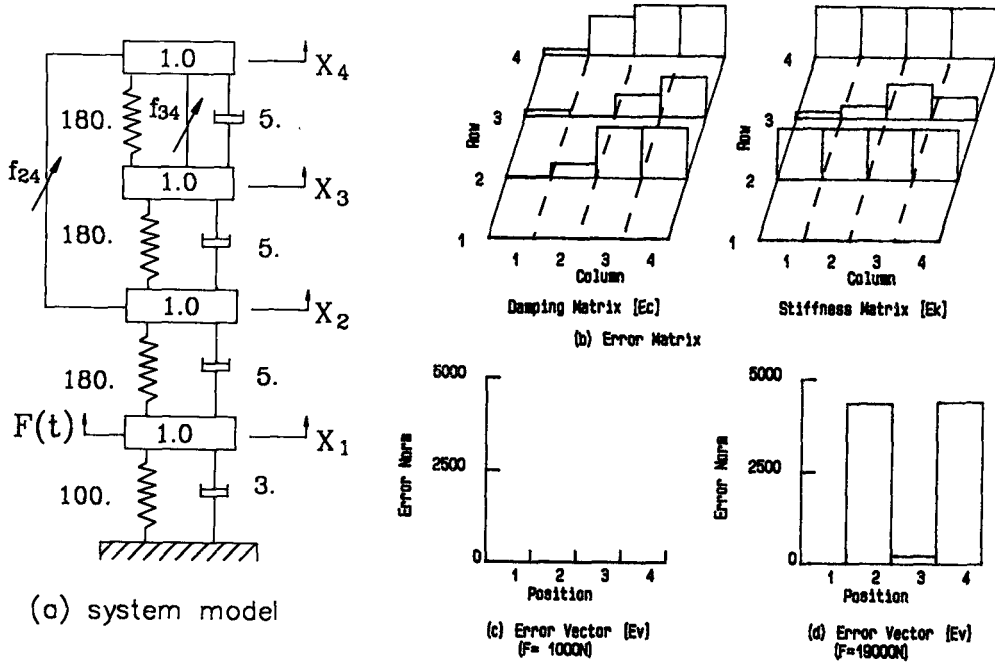 1.0
X4
180.
f34
5.
f24
1.0
X3
180.
5.
1.0
X2
180.
5.
F(t)
1.0
X1
100.
3.
(a) system model
Row
4
3
2
1
1 2 3 4
Column
Damping Matrix [Ec]
Row
4
3
2
1
1 2 3 4
Column
Stiffness Matrix [Ek]
(b) Error Matrix
Error Norm
5000
2500
0
1 2 3 4
Position
(c) Error Vector [Ev]
(F= 1000N)
Error Norm
5000
2500
0
1 2 3 4
Position
(d) Error Vector [Ev]
(F=19000N)